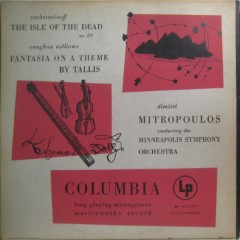 rachmaninoff
THE ISLE OF THE DEAD
op. 29
vaughan williams
FANTASIA ON A THEME
BY TALLIS
dimitri
MITROPOULOS
conducting the
MINNEAPOLIS SYMPHONY
ORCHESTRA
COLUMBIA
long playing microgroove
masterworks record
LP